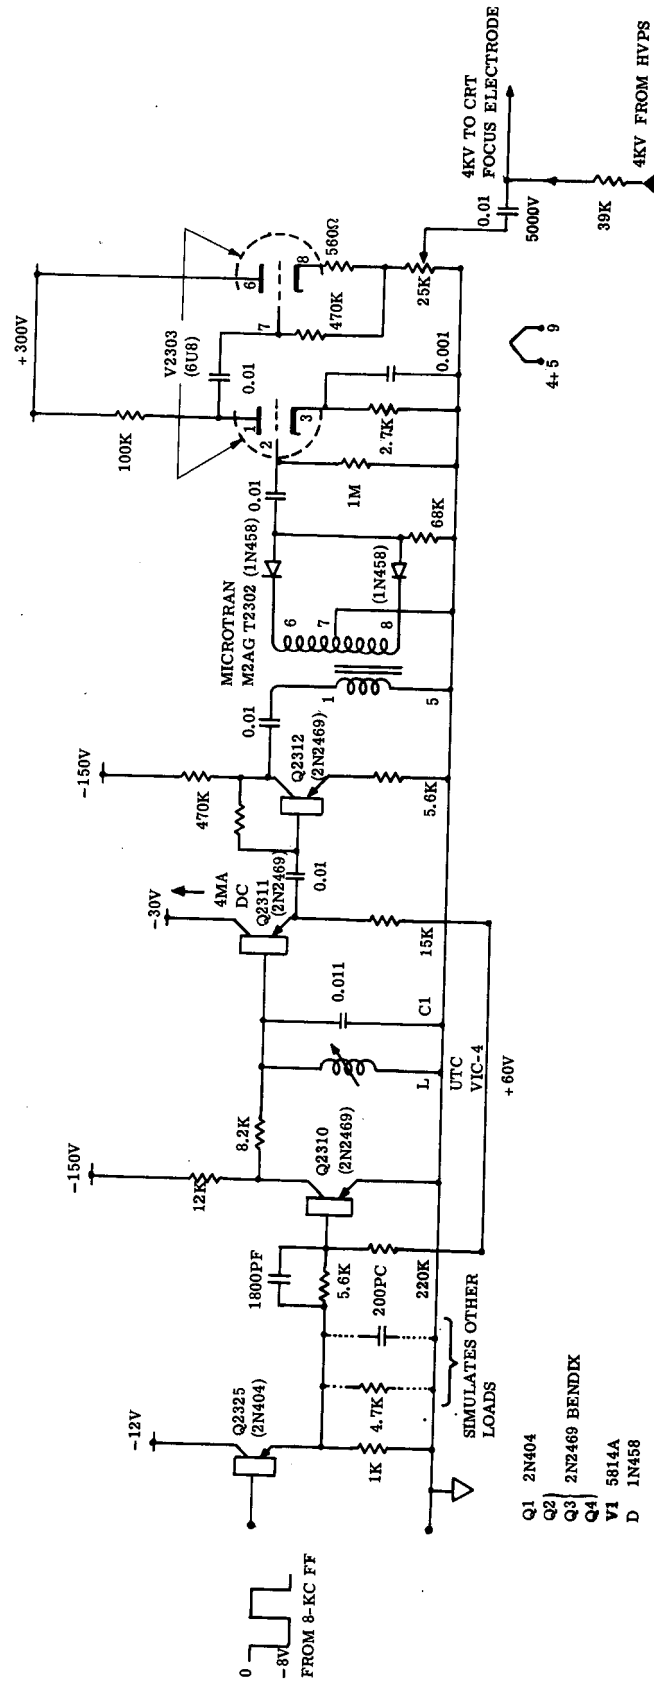 0
-8V
FROM 8-KC FF
-12V
Q2325
(2N404)
1K
4.7K
SIMULATES OTHER
LOADS
200PC
1800PF
5.6K
220K
-150V
12K
Q2310
(2N2469)
8.2K
L
UTC
VIC-4
C1
0.011
+60V
-30V
4MA
DC
Q2311
(2N2469)
15K
0.01
-150V
470K
Q2312
(2N2469)
5.6K
0.01
MICROTRAN
M2AG T2302
1
5
6
7
8
(1N458)
(1N458)
68K
0.01
1M
+300V
100K
V2303
(6U8)
1
2
3
0.01
2.7K
0.001
6
7
8
470K
560Ω
25K
4+5
9
0.01
5000V
4KV TO CRT
FOCUS ELECTRODE
39K
4KV FROM HVPS
Q1 2N404
Q2
Q3 2N2469 BENDIX
Q4
V1 5814A
D 1N458